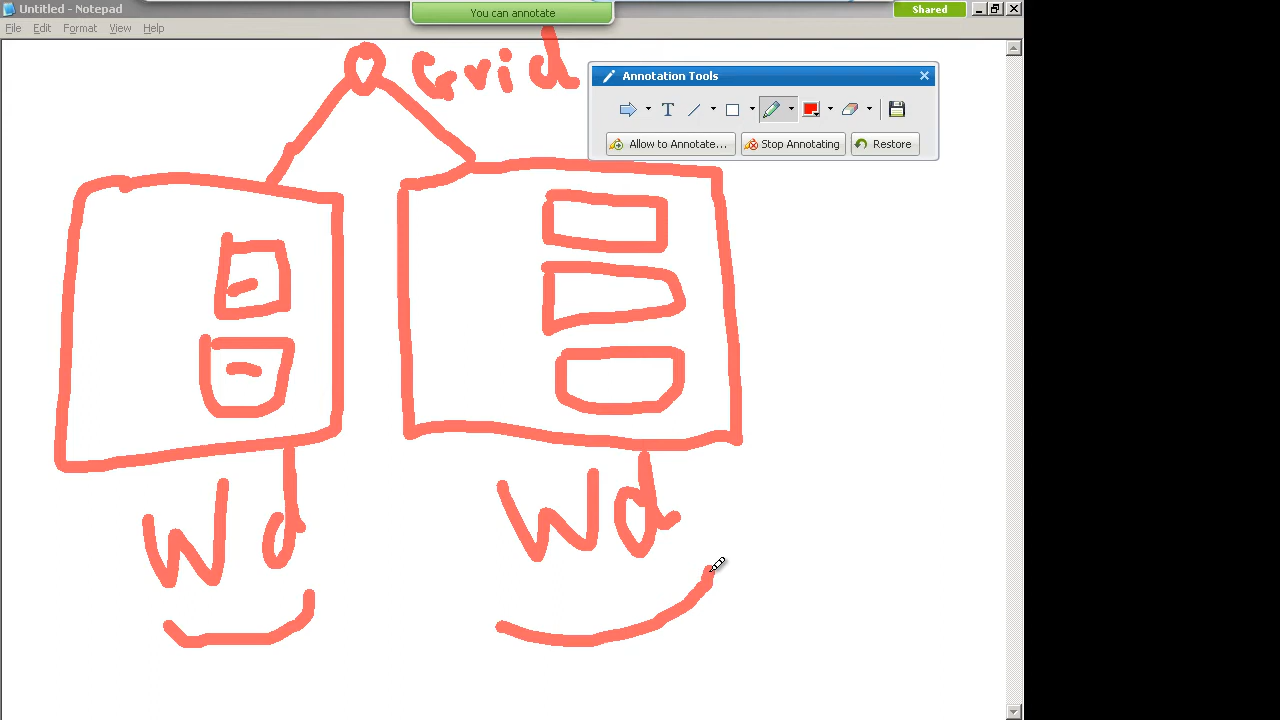 You can annotate
Untitled - Notepad
Shared
File Edit Format View Help
Grid
Annotation Tools
T
Allow to Annotate... Stop Annotating Restore
Wd Wd